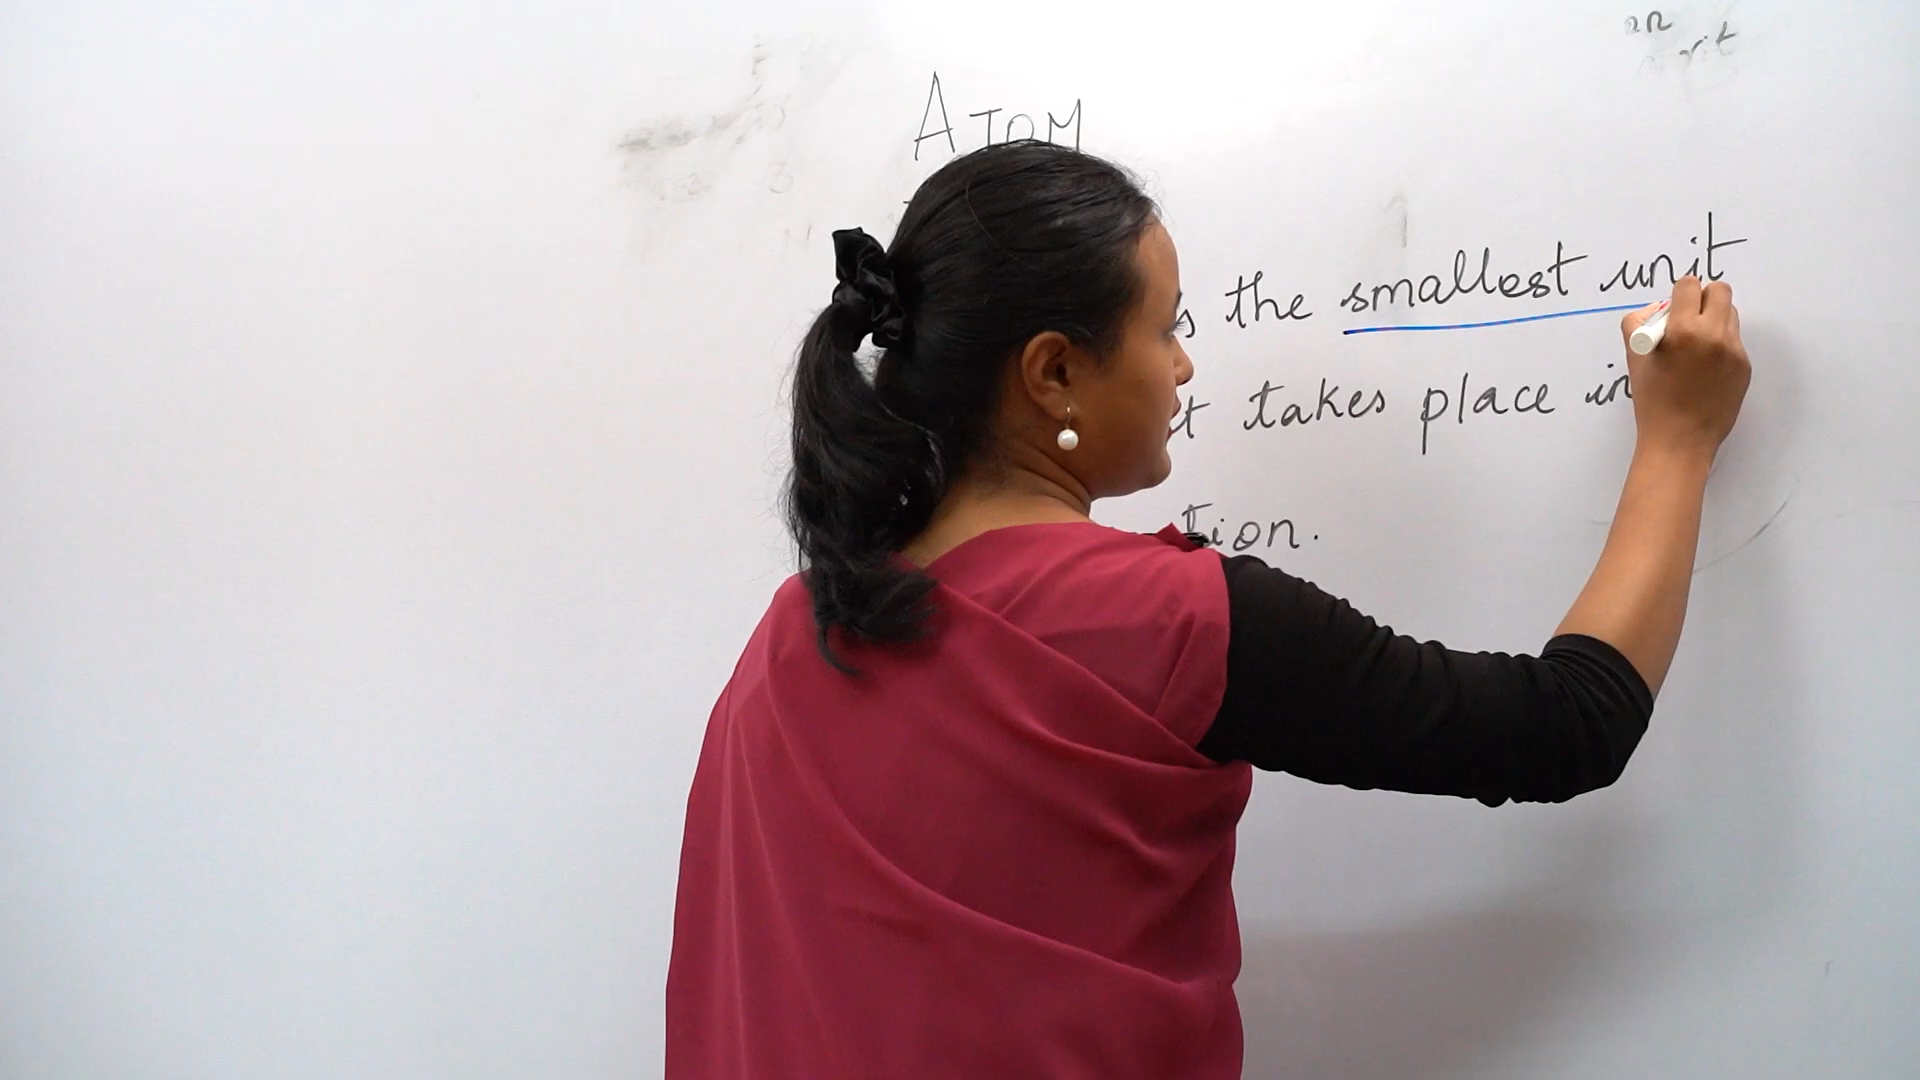 ATOM
s the smallest unit
t takes place in
tion.